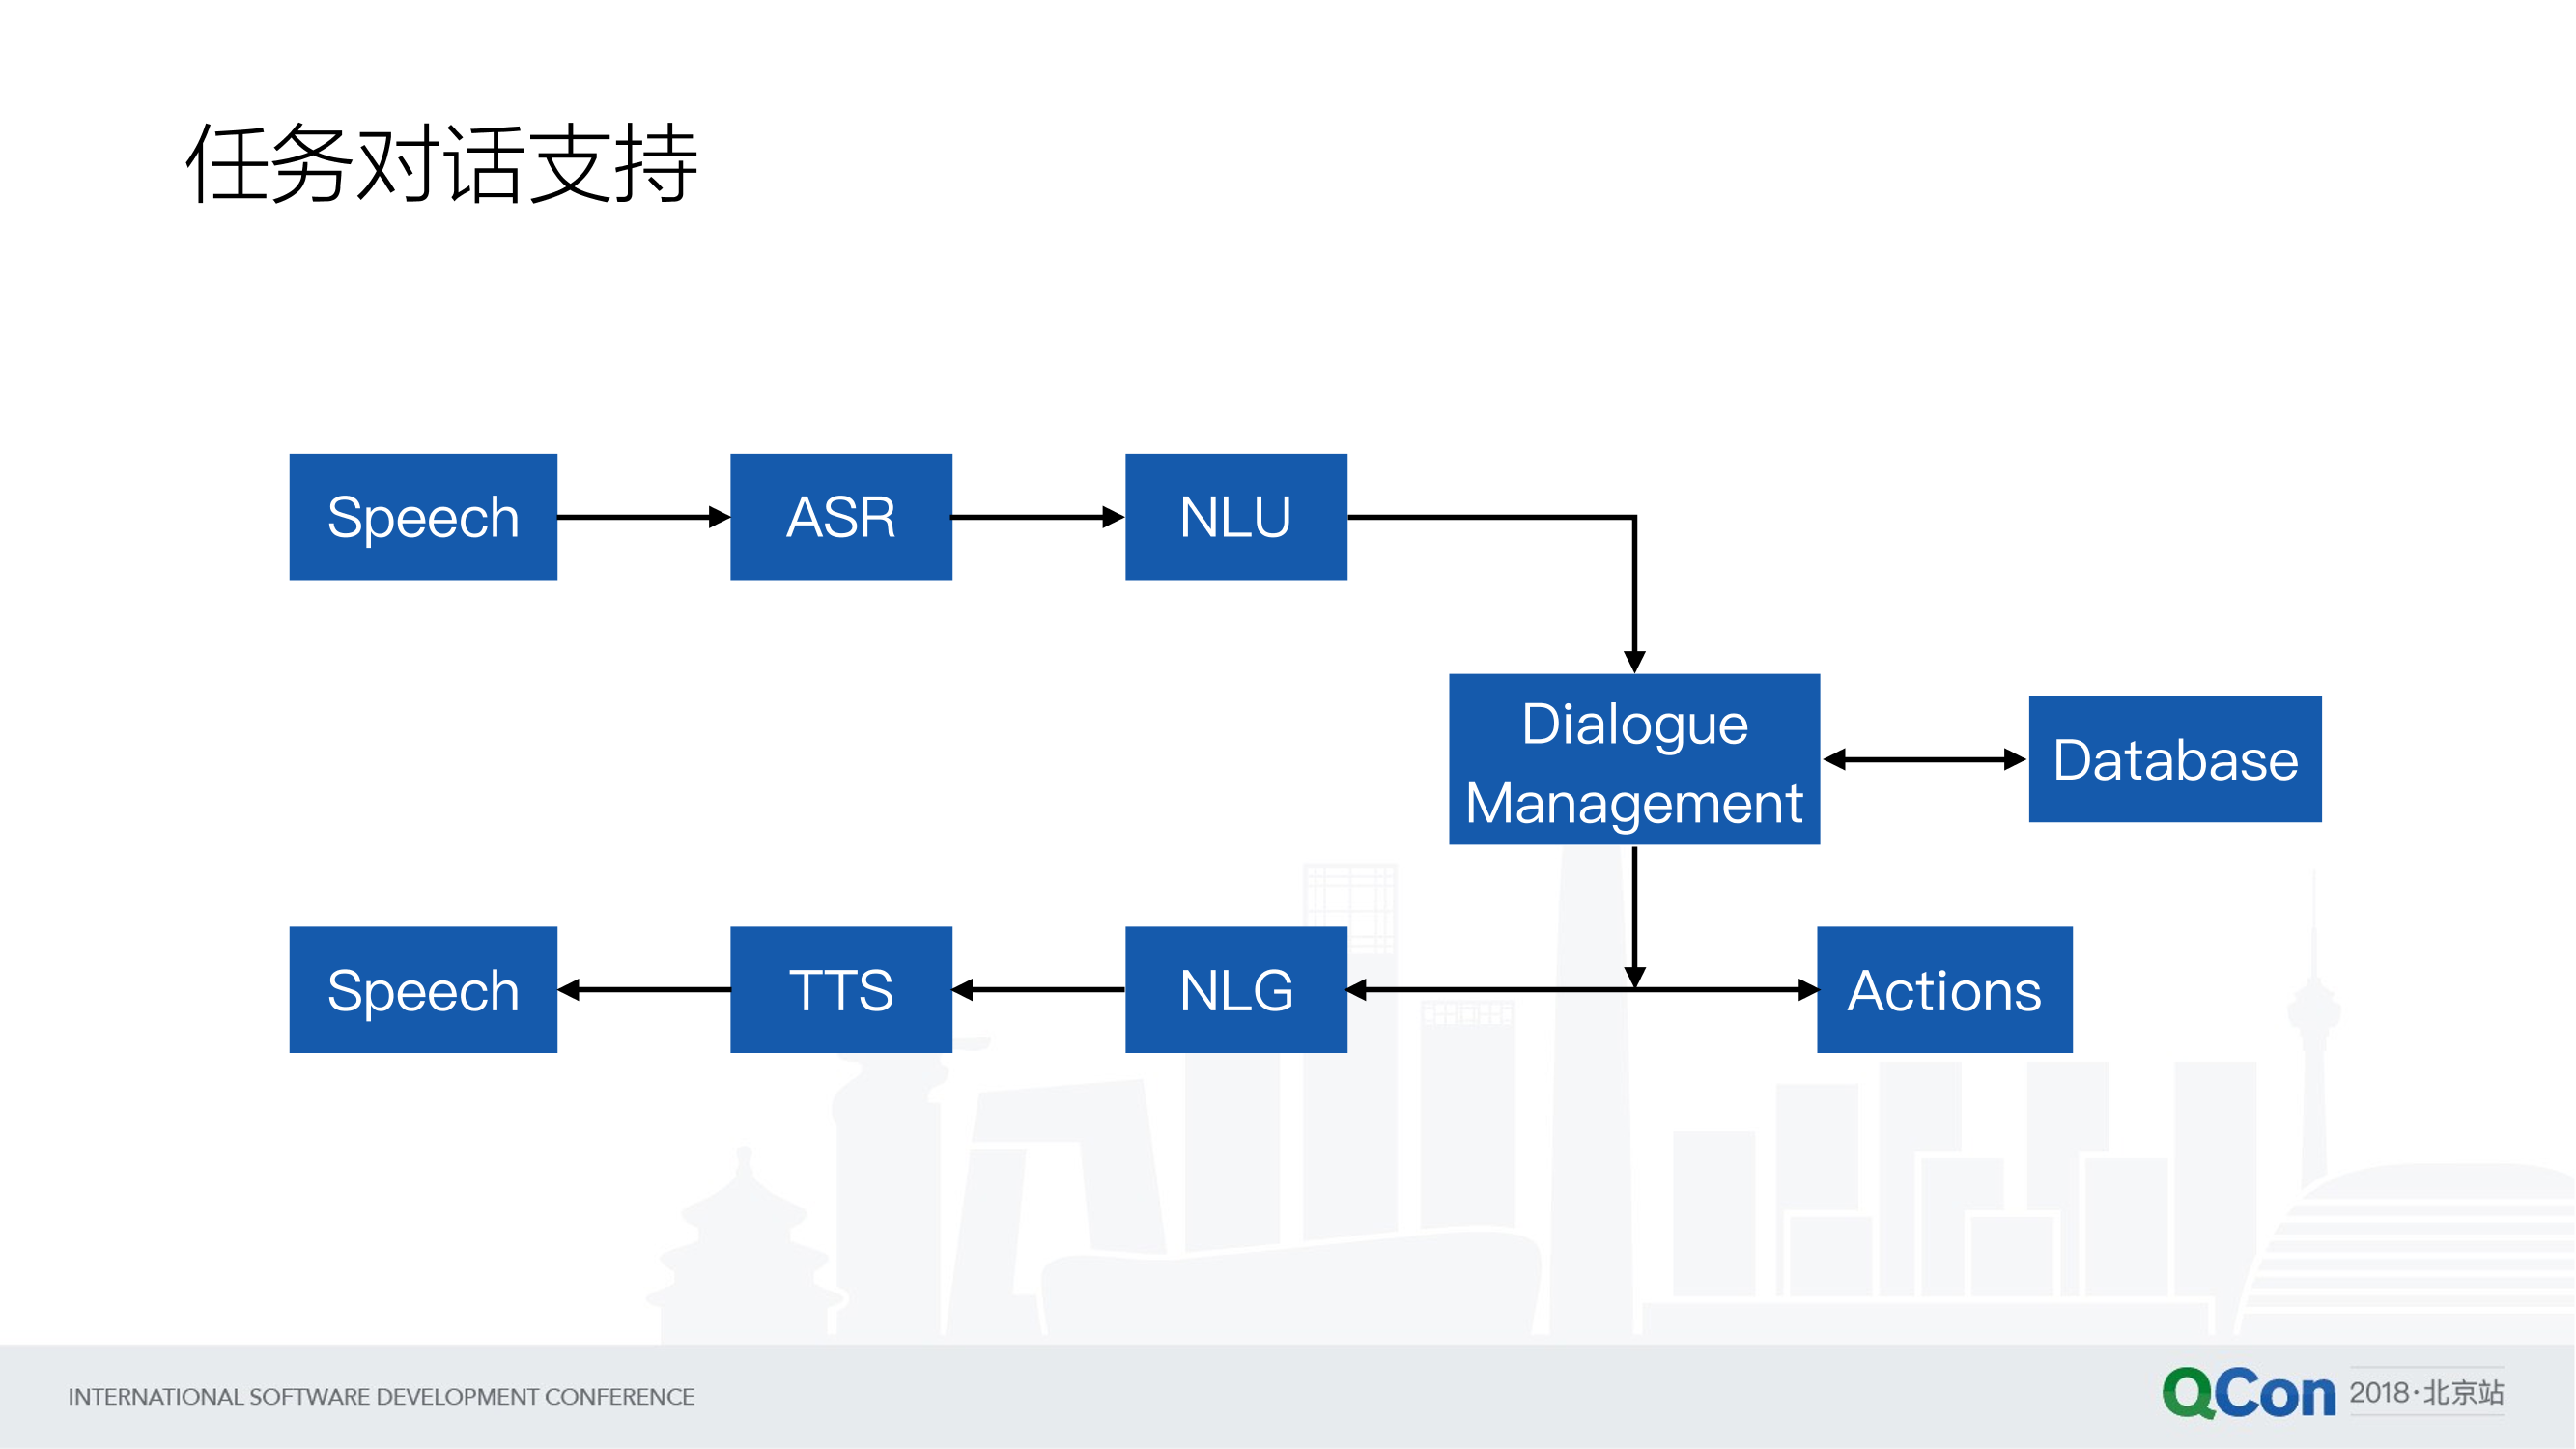 任务对话支持
Speech
ASR
NLU
Dialogue
Management
Database
Speech
TTS
NLG
Actions
INTERNATIONAL SOFTWARE DEVELOPMENT CONFERENCE
QCon 2018·北京站